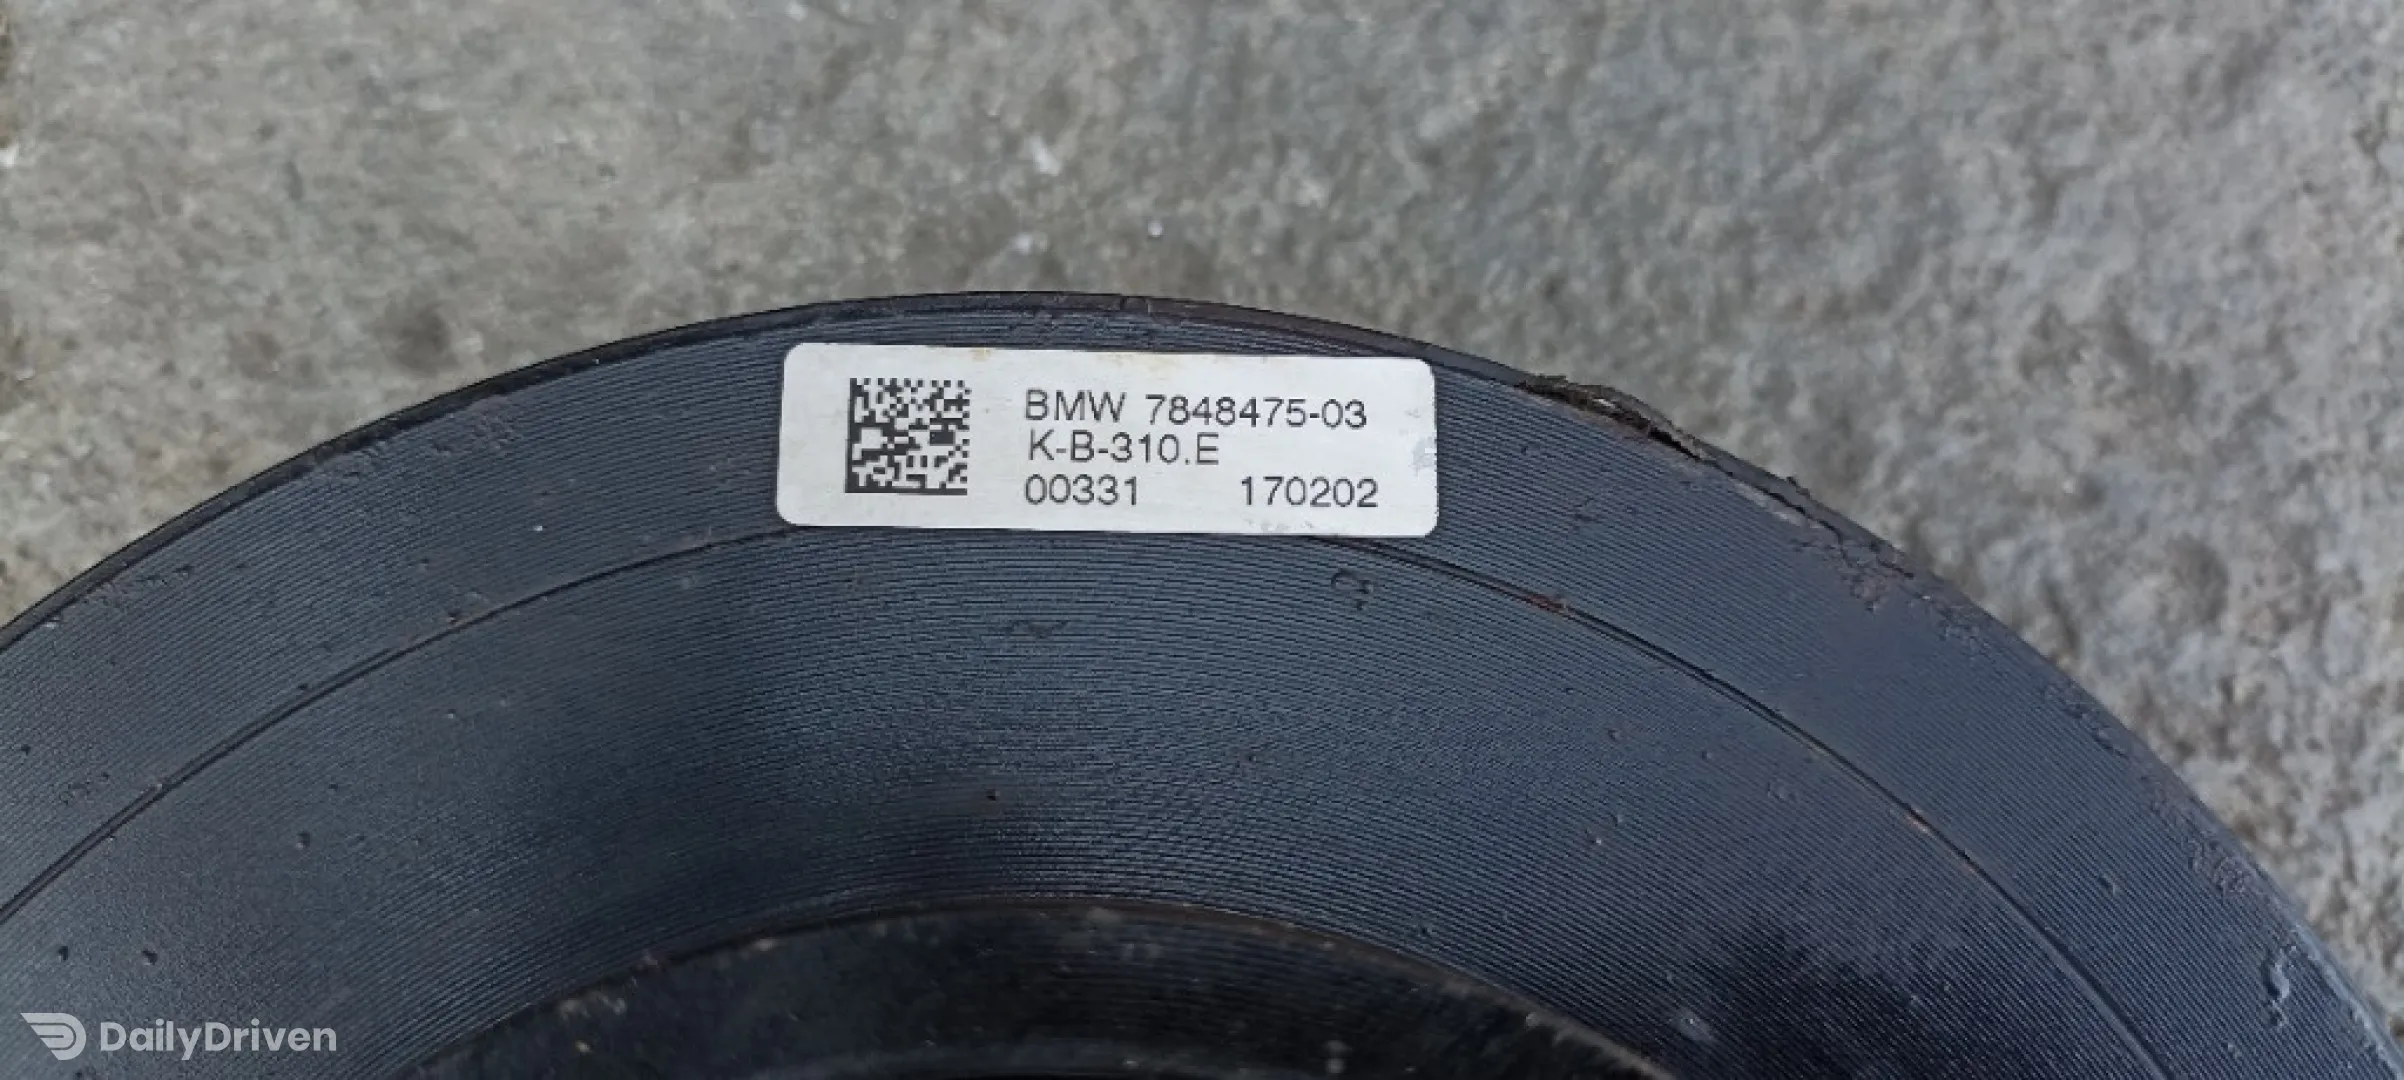 BMW 7848475-03
K-B-310.E
00331 170202
DailyDriven